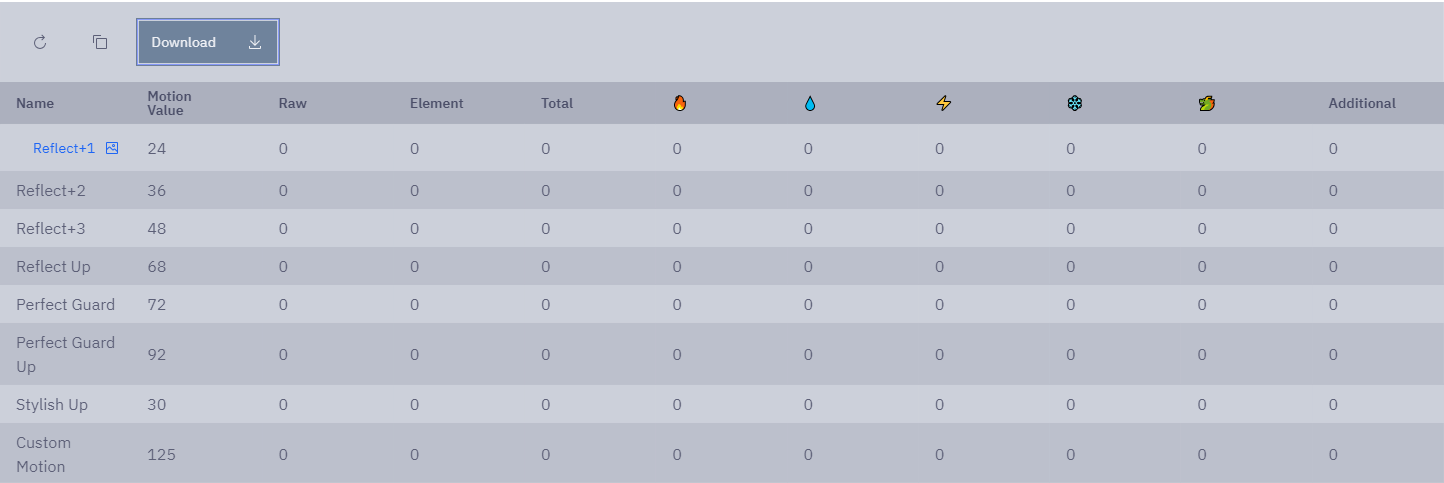 Download
Name Motion Value Raw Element Total Additional
Reflect+1 24 0 0 0 0 0 0 0 0 0
Reflect+2 36 0 0 0 0 0 0 0 0 0
Reflect+3 48 0 0 0 0 0 0 0 0 0
Reflect Up 68 0 0 0 0 0 0 0 0 0
Perfect Guard 72 0 0 0 0 0 0 0 0 0
Perfect Guard Up 92 0 0 0 0 0 0 0 0 0
Stylish Up 30 0 0 0 0 0 0 0 0 0
Custom Motion 125 0 0 0 0 0 0 0 0 0